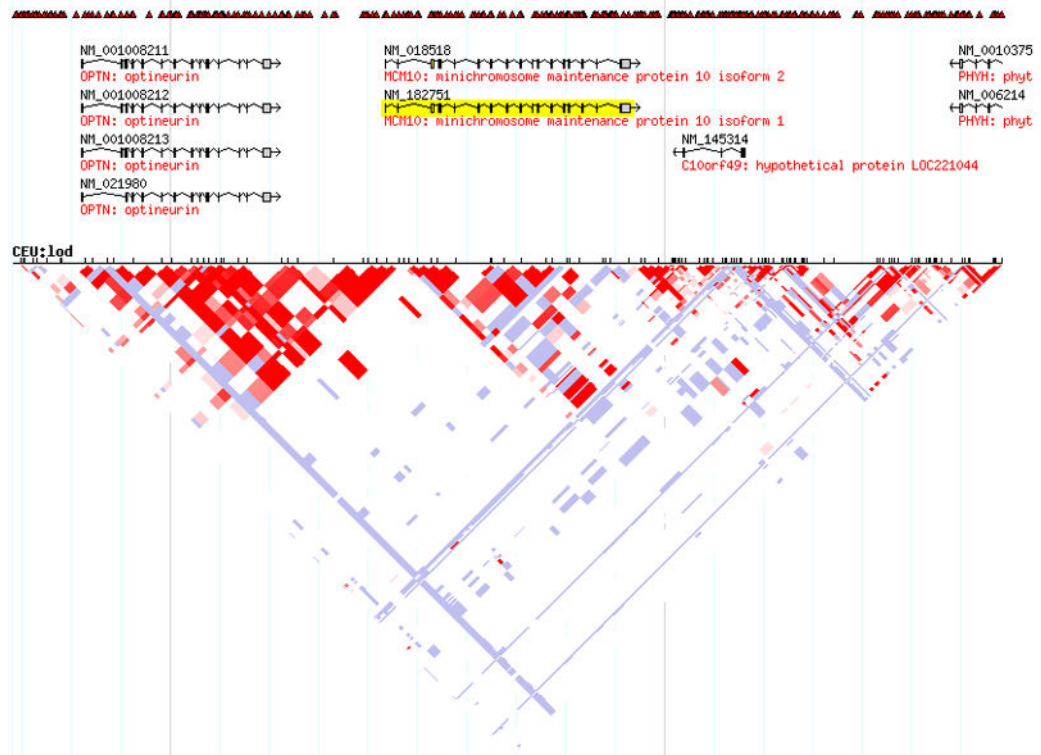 NM_001008211
OPTN: optineurin
NM_001008212
OPTN: optineurin
NM_001008213
OPTN: optineurin
NM_021980
OPTN: optineurin
NM_018518
MCM10: minichromosome maintenance protein 10 isoform 2
NM_182751
MCM10: minichromosome maintenance protein 10 isoform 1
NM_145314
C10orf49: hypothetical protein LOC221044
NM_0010375
PHYH: phyt
NM_006214
PHYH: phyt
CEU:lod